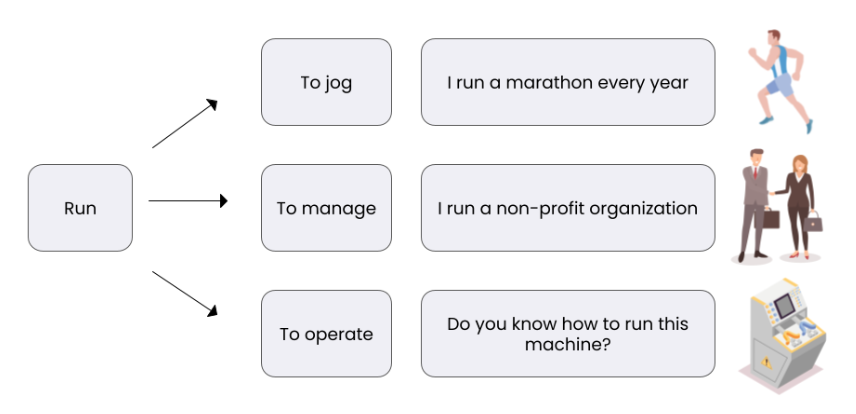 To jog
I run a marathon every year
Run
To manage
I run a non-profit organization
To operate
Do you know how to run this
machine?